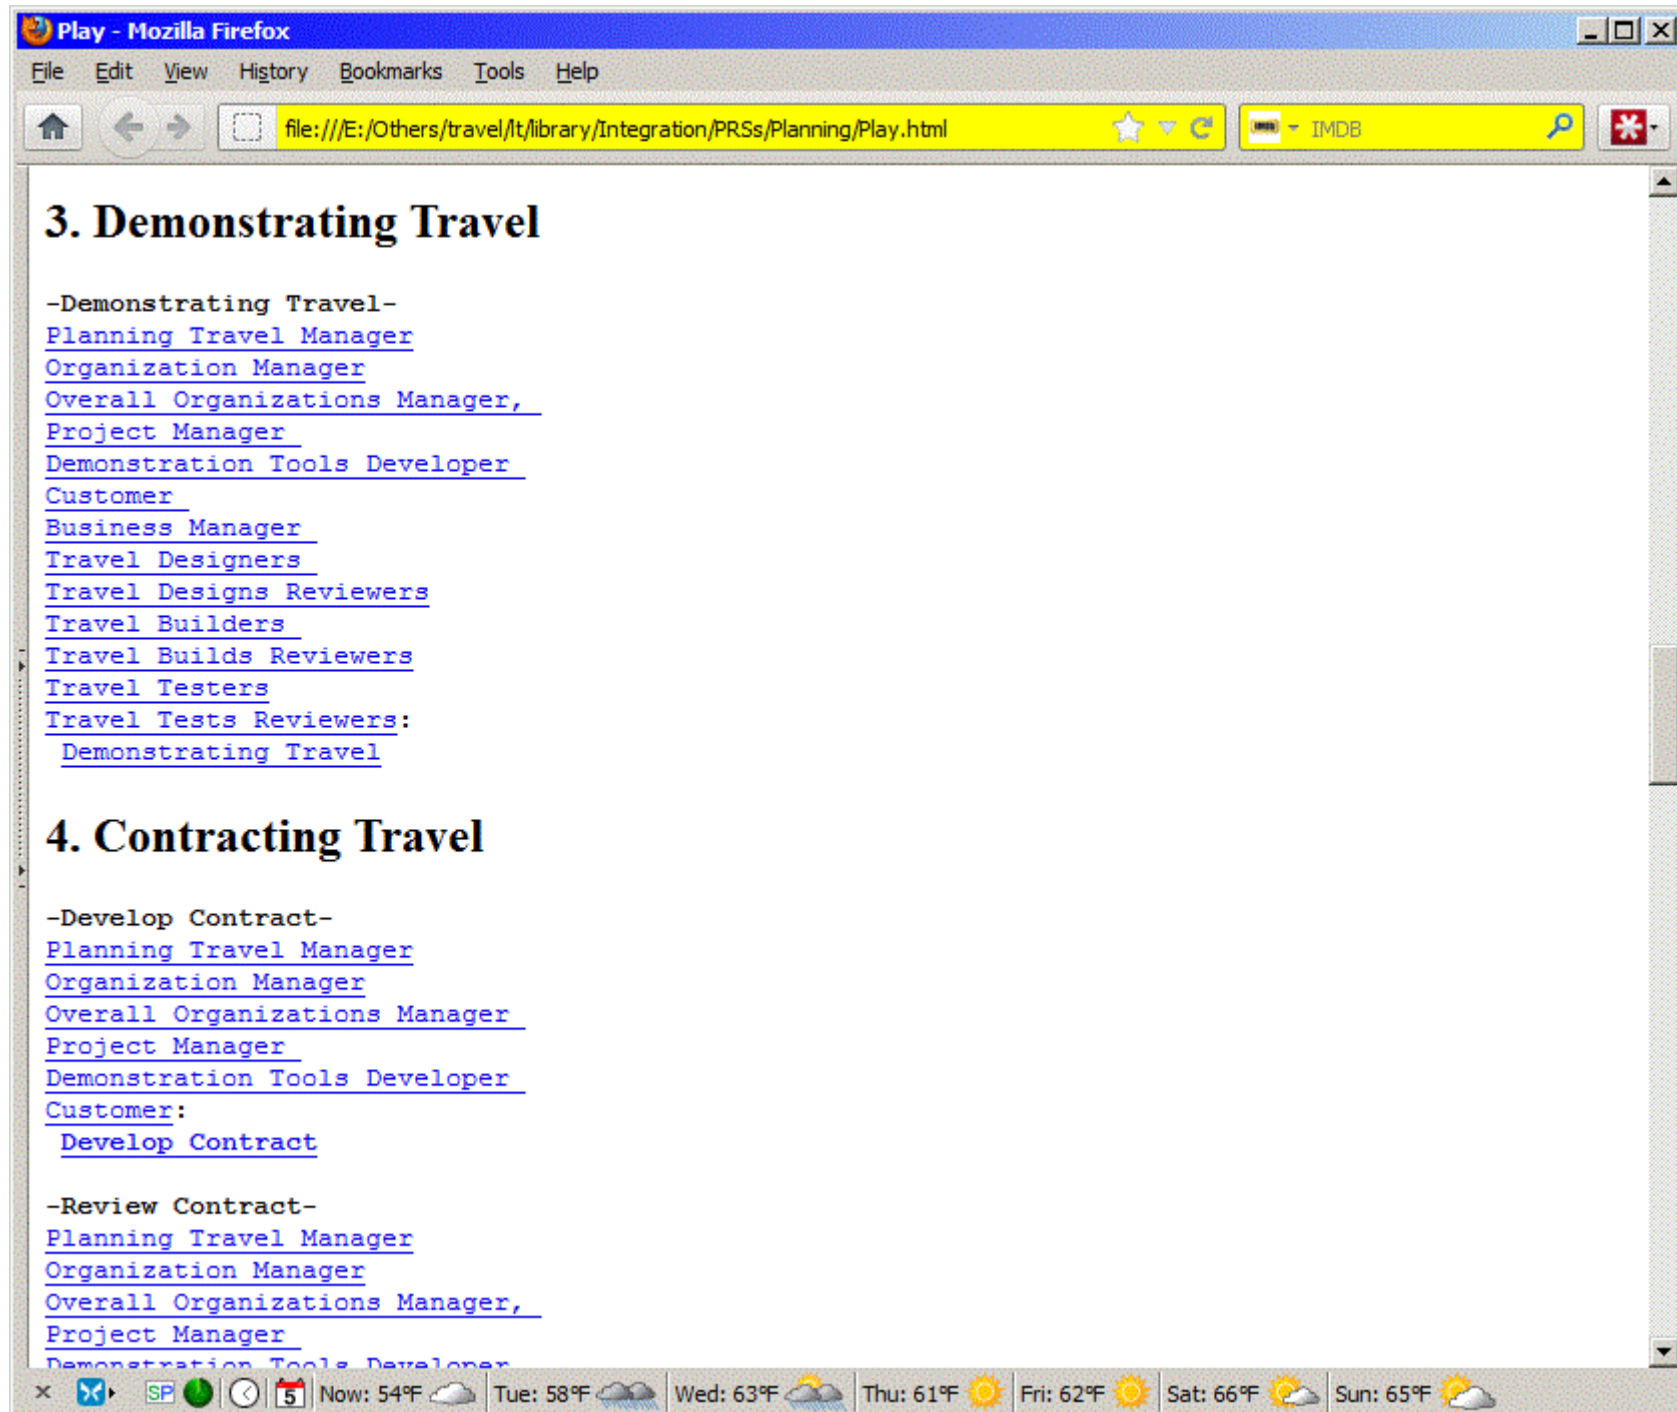 Play - Mozilla Firefox
File Edit View History Bookmarks Tools Help
file:///E:/Others/travel/lt/library/Integration/PRSs/Planning/Play.html IMDB
3. Demonstrating Travel
-Demonstrating Travel-
Planning Travel Manager
Organization Manager
Overall Organizations Manager,
Project Manager
Demonstration Tools Developer
Customer
Business Manager
Travel Designers
Travel Designs Reviewers
Travel Builders
Travel Builds Reviewers
Travel Testers
Travel Tests Reviewers:
Demonstrating Travel
4. Contracting Travel
-Develop Contract-
Planning Travel Manager
Organization Manager
Overall Organizations Manager
Project Manager
Demonstration Tools Developer
Customer:
Develop Contract
-Review Contract-
Planning Travel Manager
Organization Manager
Overall Organizations Manager,
Project Manager
Demonstration Tools Developer
SP 5 Now: 54°F Tue: 58°F Wed: 63°F Thu: 61°F Fri: 62°F Sat: 66°F Sun: 65°F